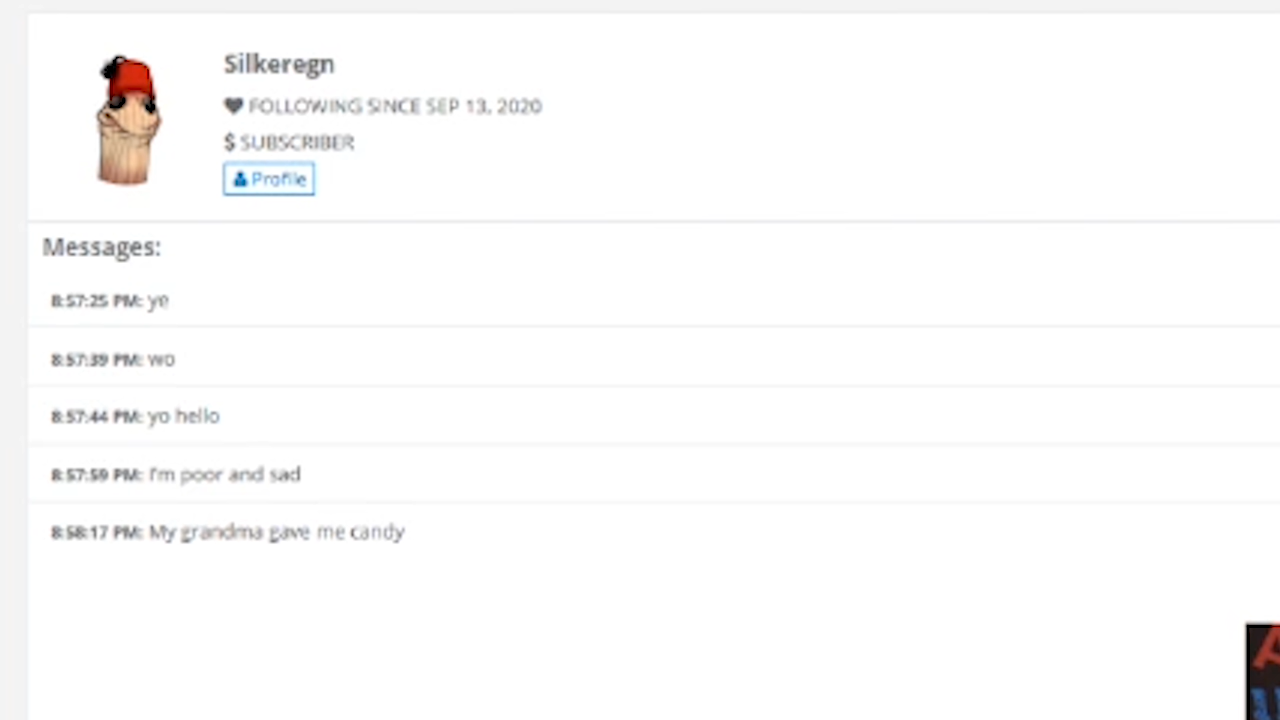 Silkeregn
FOLLOWING SINCE SEP 13, 2020
$ SUBSCRIBER
Profile
Messages:
8:57:25 PM: ye
8:57:39 PM: wo
8:57:44 PM: yo hello
8:57:59 PM: I'm poor and sad
8:58:17 PM: My grandma gave me candy